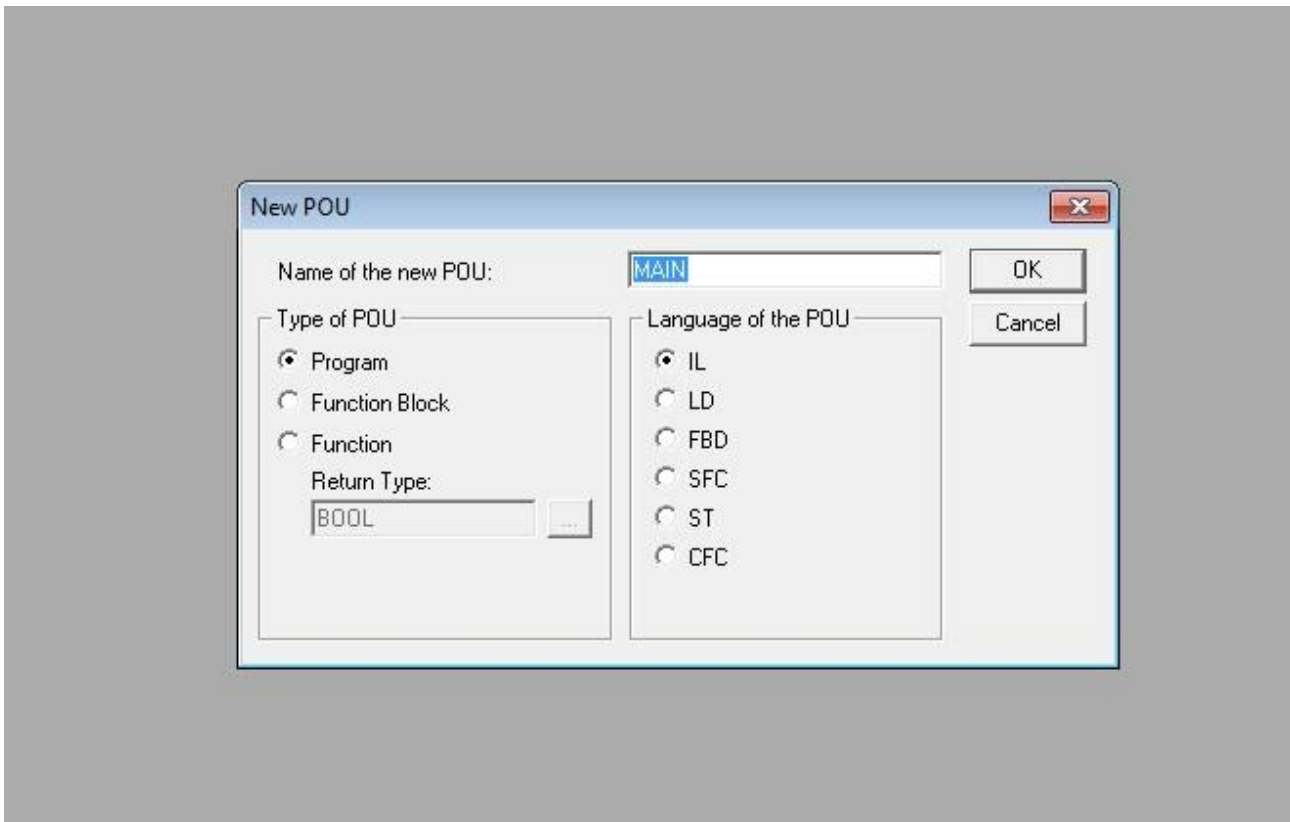 New POU
Name of the new POU:
MAIN
OK
Cancel
Type of POU
Program
Function Block
Function
Return Type:
BOOL
...
Language of the POU
IL
LD
FBD
SFC
ST
CFC